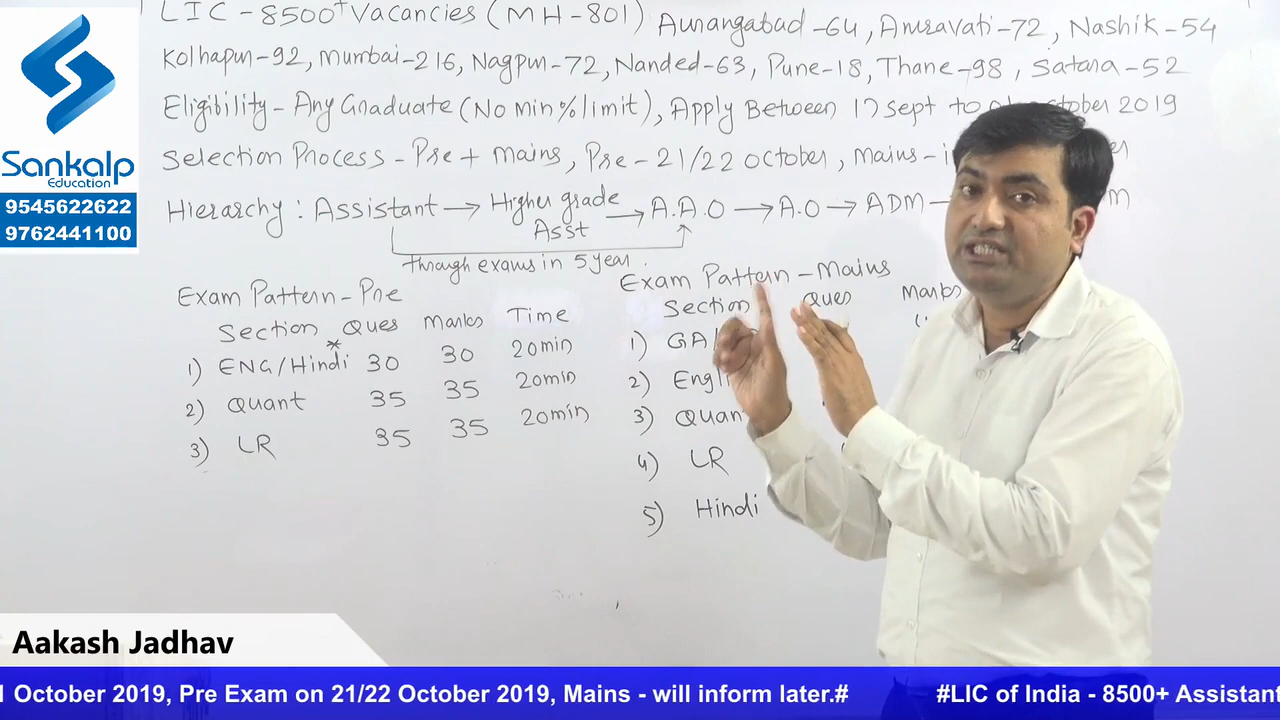 LIC - 8500+ Vacancies (MH-801) Aurangabad-64, Amravati-72, Nashik-54
Kolhapur-92, Mumbai-216, Nagpur-72, Nanded-63, Pune-18, Thane-98, Satara-52
Eligibility - Any Graduate (No Min % limit), Apply Between 17 Sept to October 2019
Selection Process - Pre + Mains, Pre - 21/22 October, Mains -
Hierarchy : Assistant → Higher grade Asst → A.A.O → A.O → ADM
Through exams in 5 year.
Exam Pattern - Pre
Section Ques Marks Time
1) ENG/Hindi* 30 30 20min
2) Quant 35 35 20min
3) LR 35 35 20min
Exam Pattern - Mains
Section Ques Marks
1) GA/
2) Engli
3) Quan
4) LR
5) Hindi
Sankalp
Education
9545622622
9762441100
Aakash Jadhav
1 October 2019, Pre Exam on 21/22 October 2019, Mains - will inform later.# #LIC of India - 8500+ Assistant